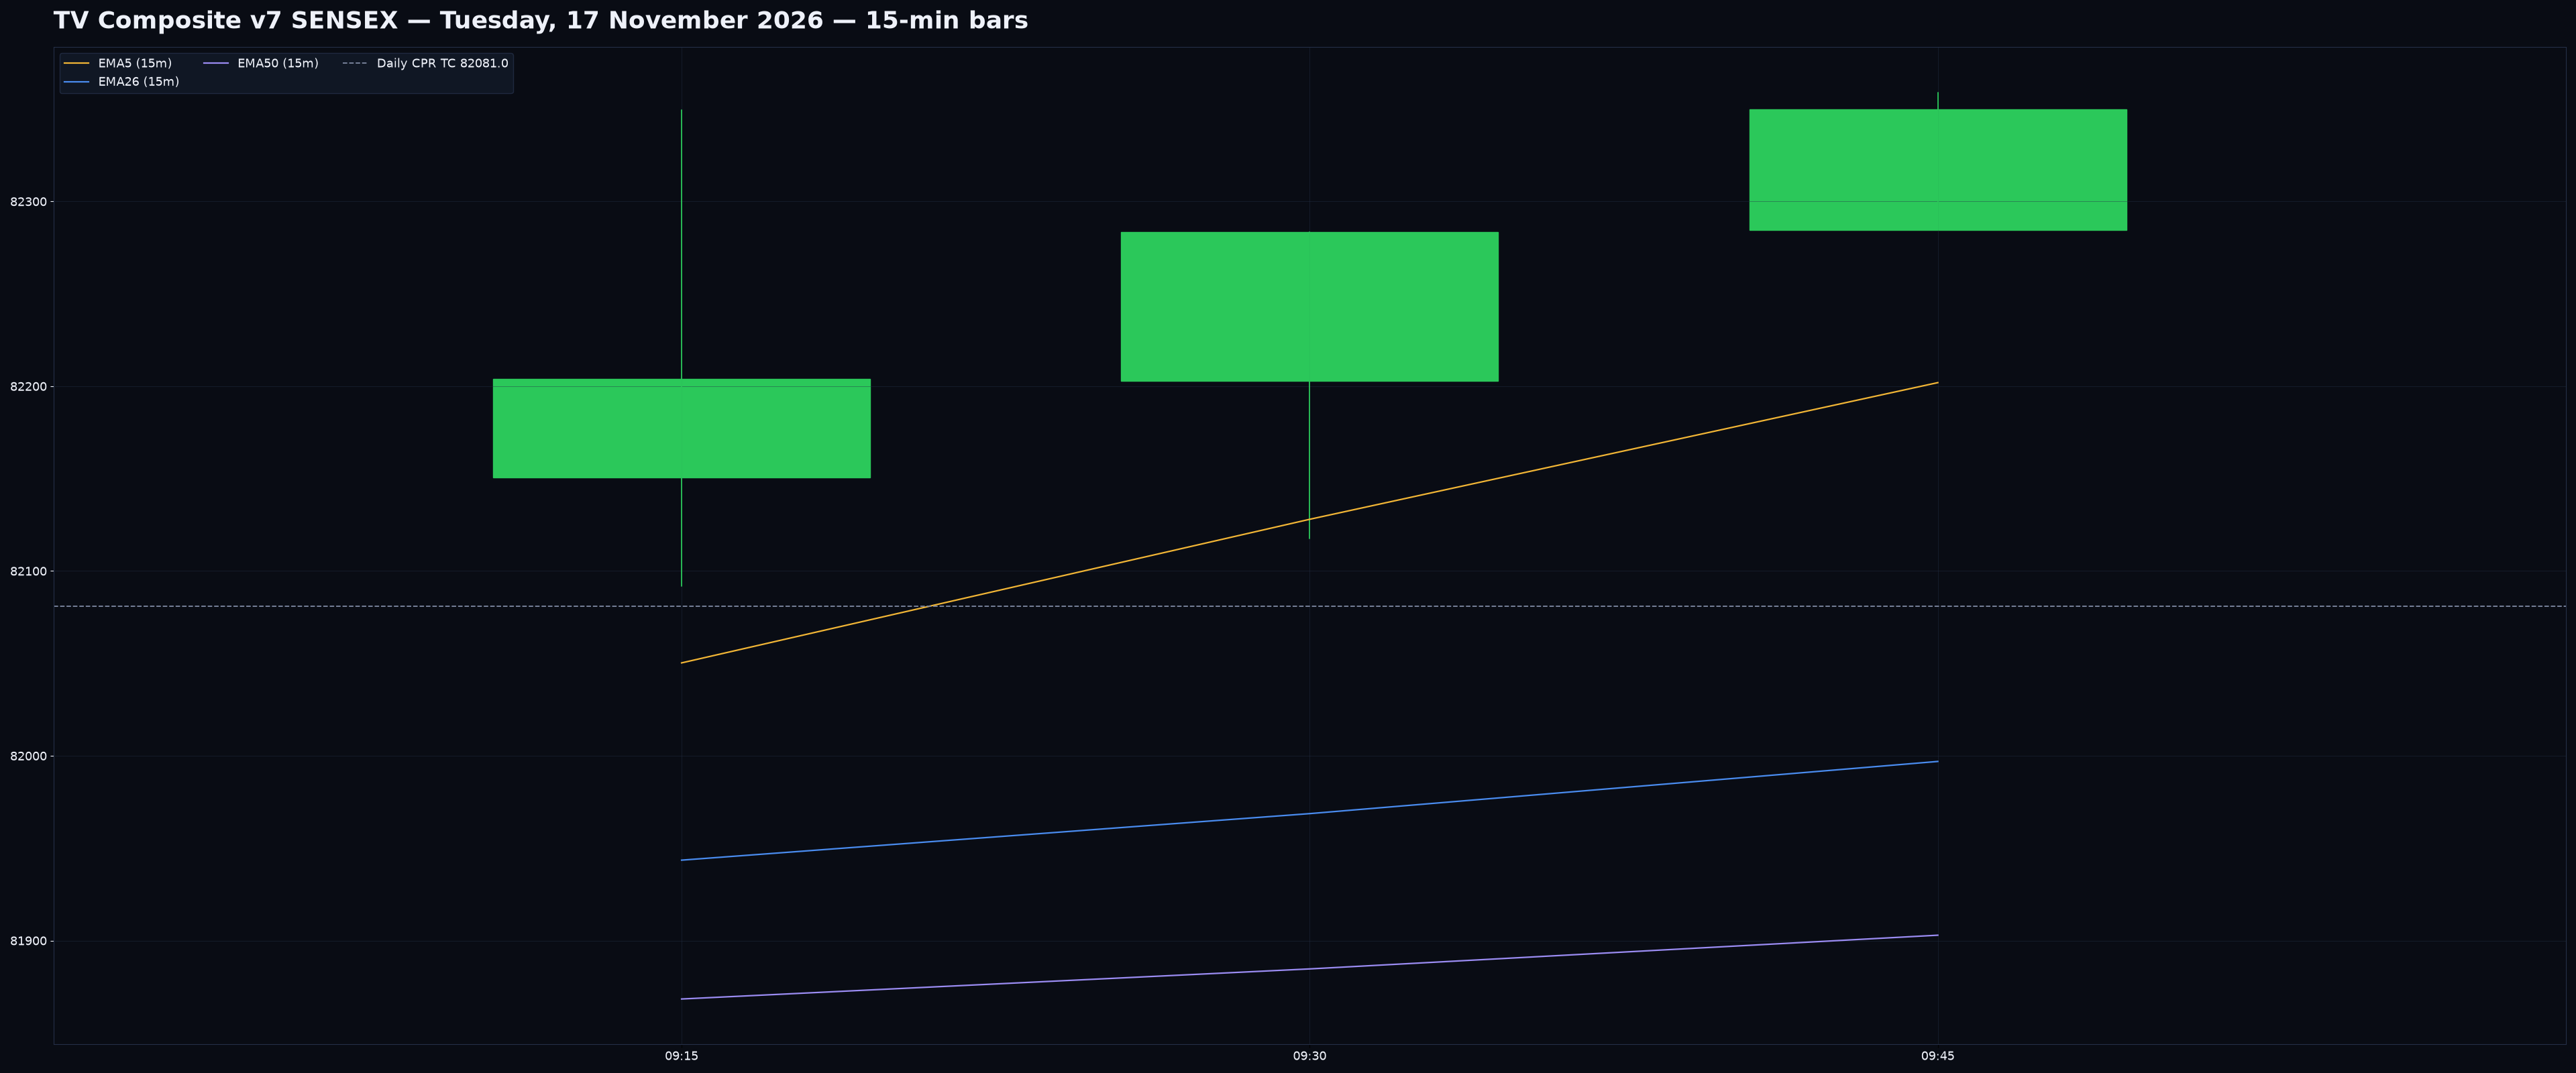 TV Composite v7 SENSEX — Tuesday, 17 November 2026 — 15-min bars
EMA5 (15m) EMA50 (15m) Daily CPR TC 82081.0
EMA26 (15m)
82300
82200
82100
82000
81900
09:15 09:30 09:45